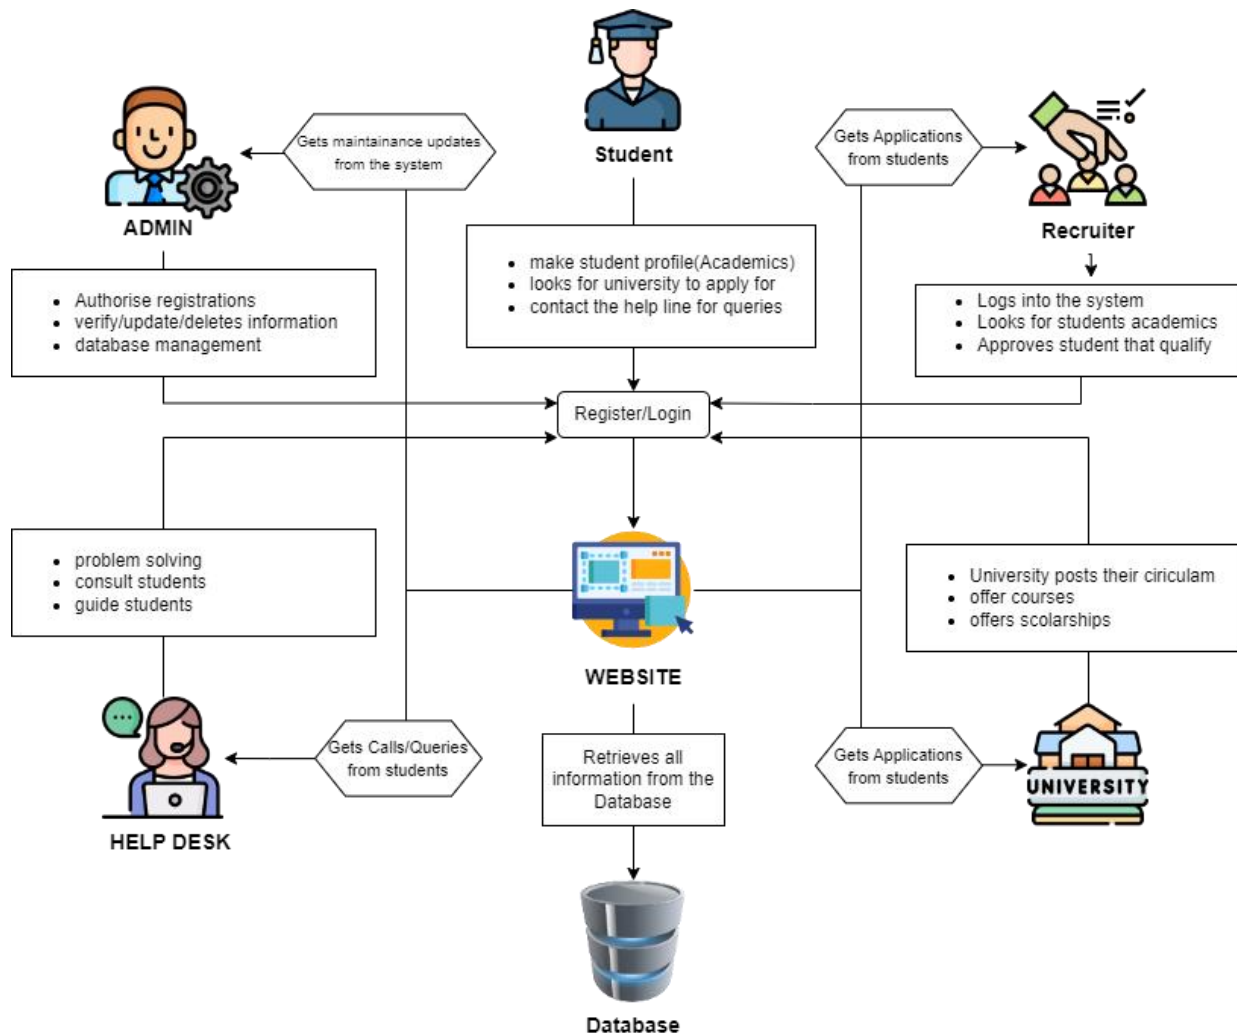 Student
Gets maintainance updates
from the system
Gets Applications
from students
ADMIN
Recruiter
Authorise registrations
verify/update/deletes information
database management
make student profile(Academics)
looks for university to apply for
contact the help line for queries
Logs into the system
Looks for students academics
Approves student that qualify
Register/Login
problem solving
consult students
guide students
WEBSITE
University posts their ciriculam
offer courses
offers scolarships
Gets Calls/Queries
from students
Retrieves all
information from the
Database
Gets Applications
from students
UNIVERSITY
HELP DESK
Database